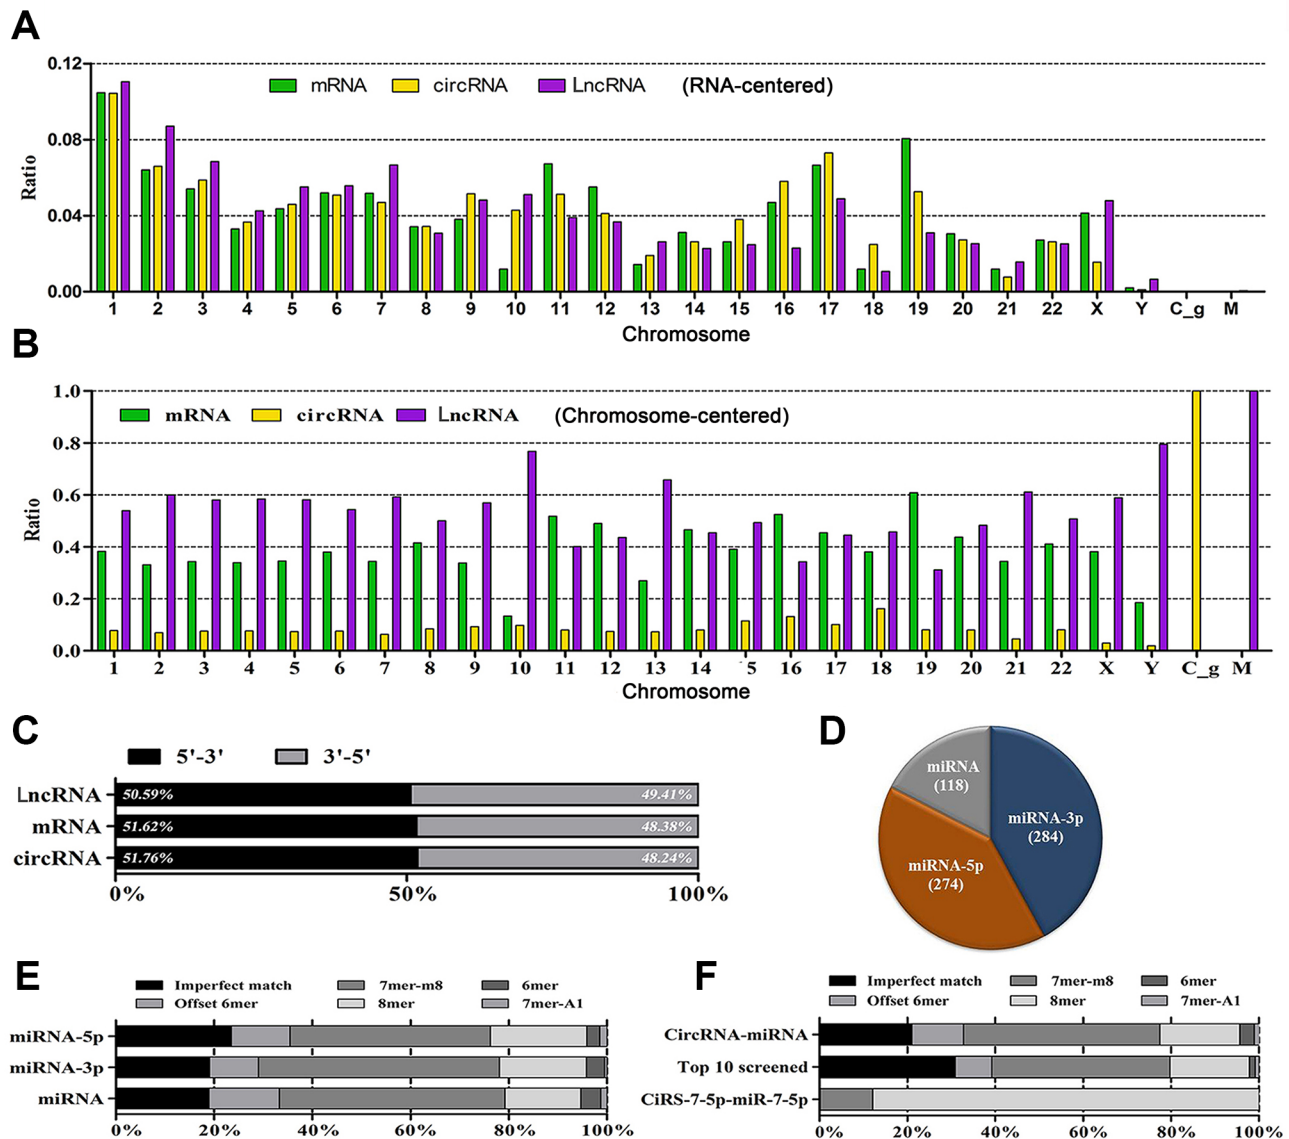 A
0.12
mRNA circRNA LncRNA (RNA-centered)
0.08
Ratio
0.04
0.00
1 2 3 4 5 6 7 8 9 10 11 12 13 14 15 16 17 18 19 20 21 22 X Y C_g M
Chromosome
B
1.0
mRNA circRNA LncRNA (Chromosome-centered)
0.8
0.6
Ratio
0.4
0.2
0.0
1 2 3 4 5 6 7 8 9 10 11 12 13 14 5 16 17 18 19 20 21 22 X Y C_g M
Chromosome
C
5'-3' 3'-5'
LncRNA 50.59% 49.41%
mRNA 51.62% 48.38%
circRNA 51.76% 48.24%
0% 50% 100%
D
miRNA
(118)
miRNA-3p
(284)
miRNA-5p
(274)
E
Imperfect match 7mer-m8 6mer
Offset 6mer 8mer 7mer-A1
miRNA-5p
miRNA-3p
miRNA
0% 20% 40% 60% 80% 100%
F
Imperfect match 7mer-m8 6mer
Offset 6mer 8mer 7mer-A1
CircRNA-miRNA
Top 10 screened
CiRS-7-5p-miR-7-5p
0% 20% 40% 60% 80% 100%